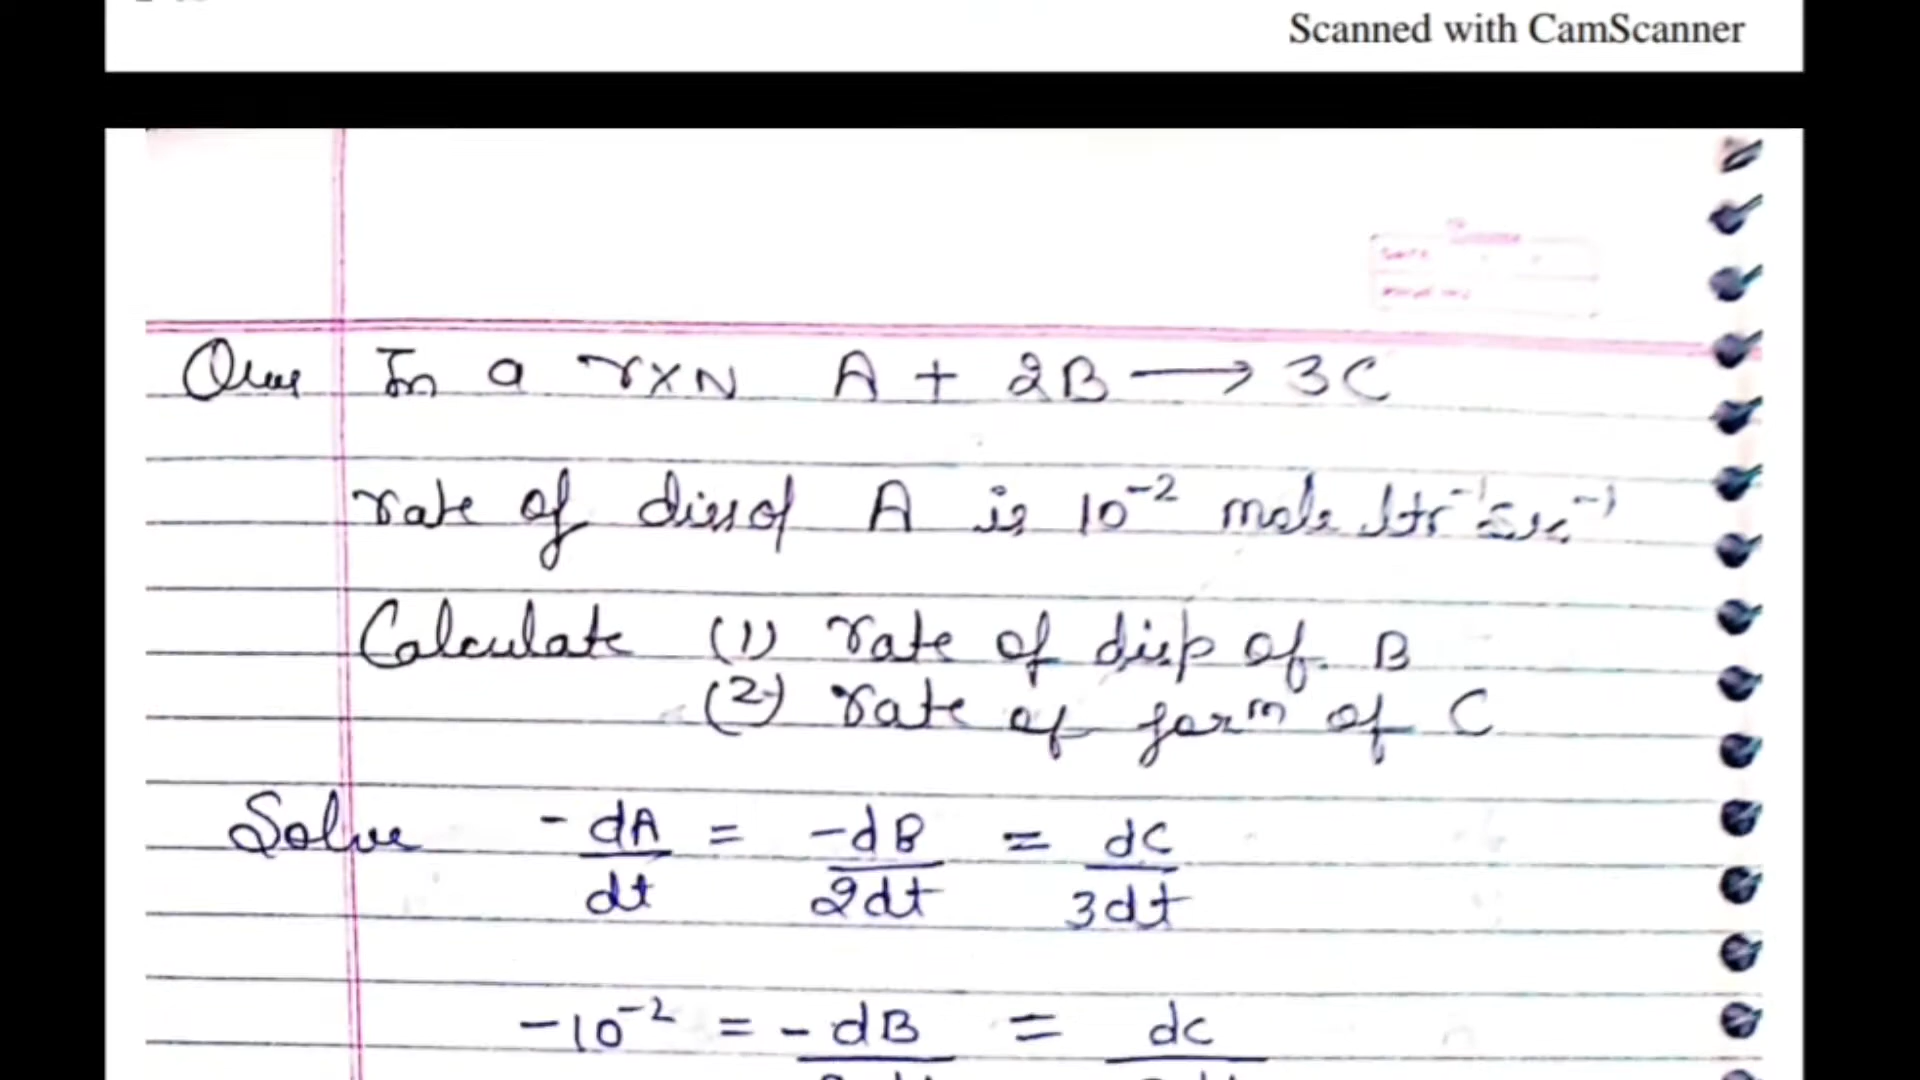 Scanned with CamScanner
Ques In a rxN A + 2B → 3C
rate of diss of A is 10⁻² mole ltr⁻¹ sec⁻¹
Calculate (1) rate of disp of B
(2) rate of formⁿ of C
Solve -dA/dt = -dB/2dt = dC/3dt
-10⁻² = -dB = dC